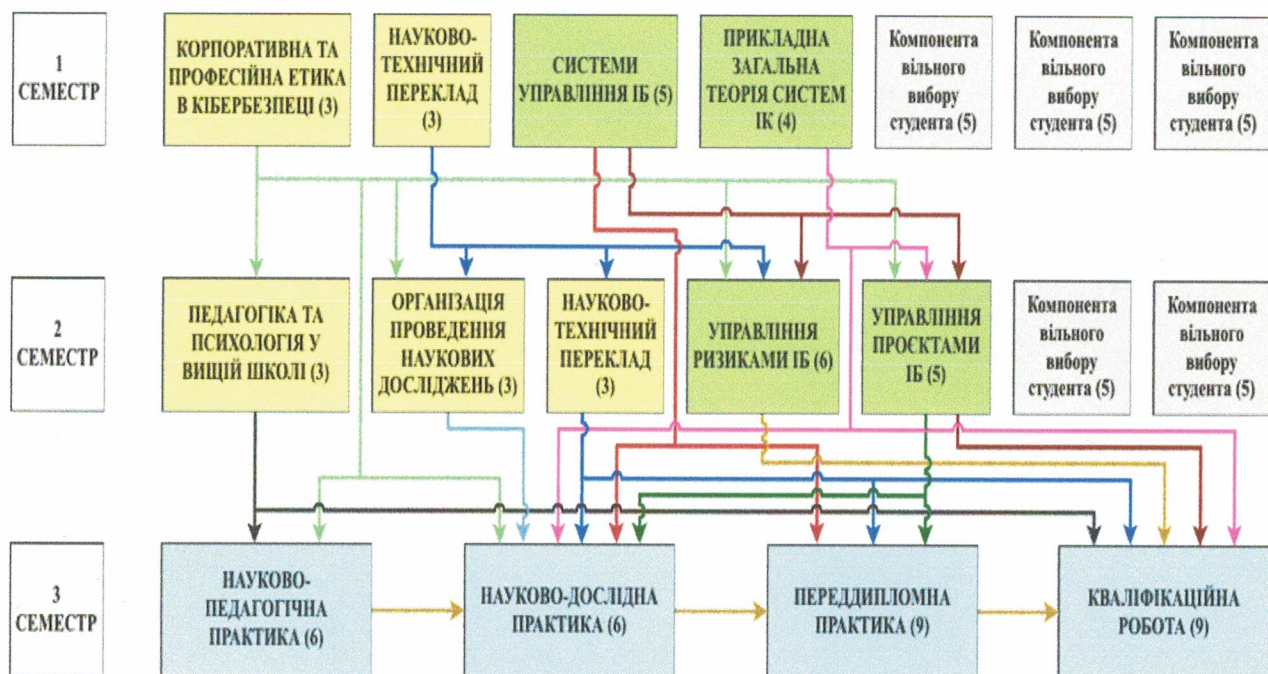 1
СЕМЕСТР
КОРПОРАТИВНА ТА
ПРОФЕСІЙНА ЕТИКА
В КІБЕРБЕЗПЕЦІ (3)
НАУКОВО-
ТЕХНІЧНИЙ
ПЕРЕКЛАД
(3)
СИСТЕМИ
УПРАВЛІННЯ ІБ (5)
ПРИКЛАДНА
ЗАГАЛЬНА
ТЕОРІЯ СИСТЕМ
ІК (4)
Компонента
вільного
вибору
студента (5)
Компонента
вільного
вибору
студента (5)
Компонента
вільного
вибору
студента (5)
2
СЕМЕСТР
ПЕДАГОГІКА ТА
ПСИХОЛОГІЯ У
ВИЩІЙ ШКОЛІ (3)
ОРГАНІЗАЦІЯ
ПРОВЕДЕННЯ
НАУКОВИХ
ДОСЛІДЖЕНЬ (3)
НАУКОВО-
ТЕХНІЧНИЙ
ПЕРЕКЛАД
(3)
УПРАВЛІННЯ
РИЗИКАМИ ІБ (6)
УПРАВЛІННЯ
ПРОЄКТАМИ
ІБ (5)
Компонента
вільного
вибору
студента (5)
Компонента
вільного
вибору
студента (5)
3
СЕМЕСТР
НАУКОВО-
ПЕДАГОГІЧНА
ПРАКТИКА (6)
НАУКОВО-ДОСЛІДНА
ПРАКТИКА (6)
ПЕРЕДДИПЛОМНА
ПРАКТИКА (9)
КВАЛІФІКАЦІЙНА
РОБОТА (9)